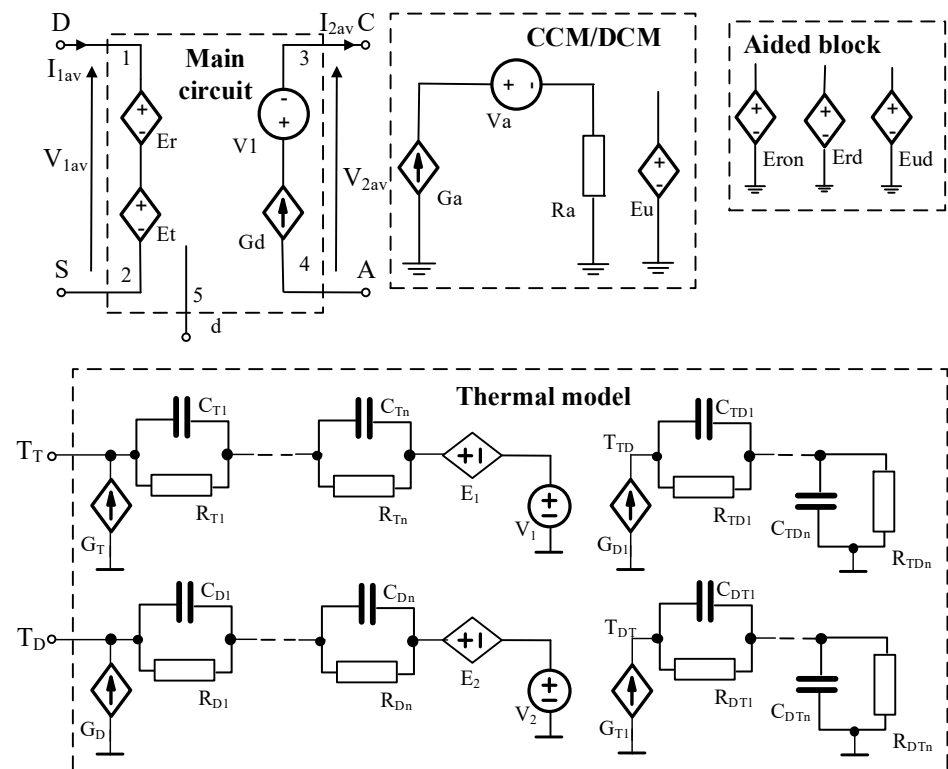 D
I1av
V1av
S
1
2
Main
circuit
Er
Et
5
d
3
V1
Gd
4
I2av
C
V2av
A
CCM/DCM
Va
Ga
Ra
Eu
Aided block
Eron
Erd
Eud
Thermal model
TT
GT
CT1
RT1
CTn
RTn
E1
V1
TTD
GD1
CTD1
RTD1
CTDn
RTDn
TD
GD
CD1
RD1
CDn
RDn
E2
V2
TDT
GT1
CDT1
RDT1
CDTn
RDTn